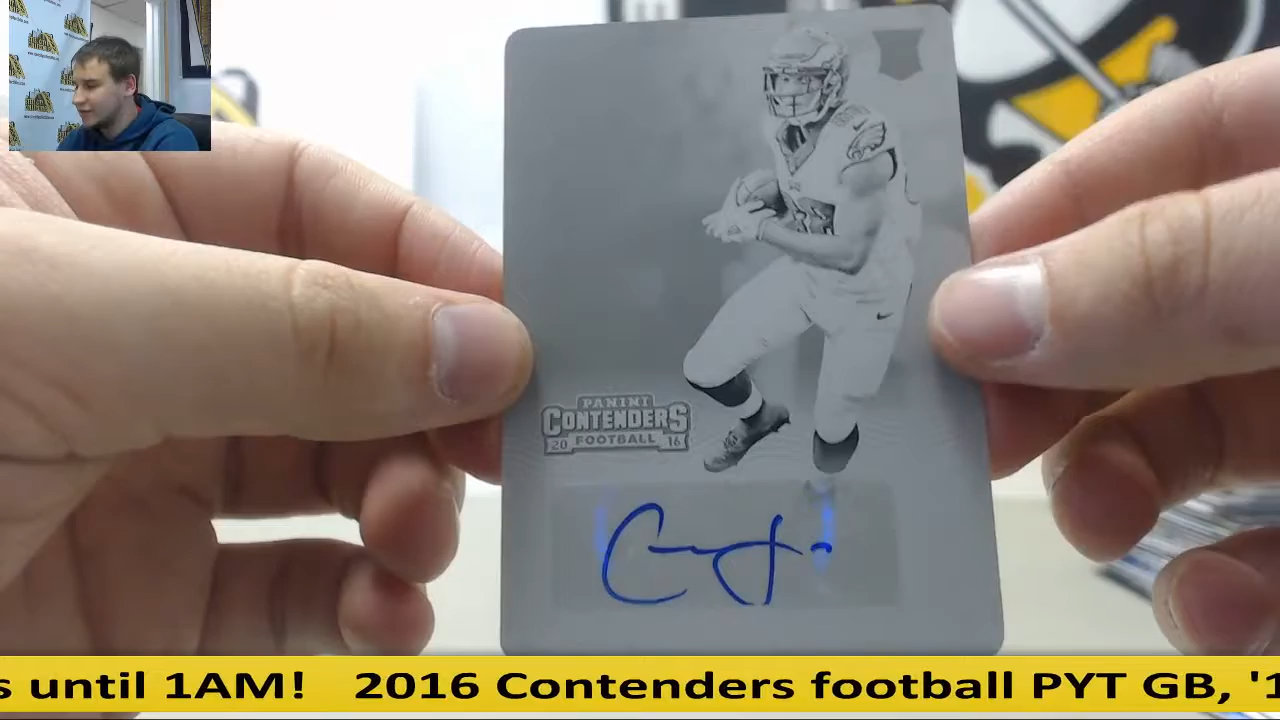 PANINI
CONTENDERS
20 FOOTBALL 16
s until 1AM! 2016 Contenders football PYT GB, '1